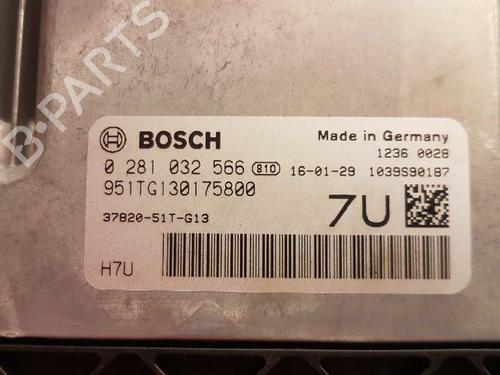 B-PARTS
BOSCH
Made in Germany
1236 0028
0 281 032 566 810 16-01-29 1039S90187
951TG130175800
37820-51T-G13
7U
H7U